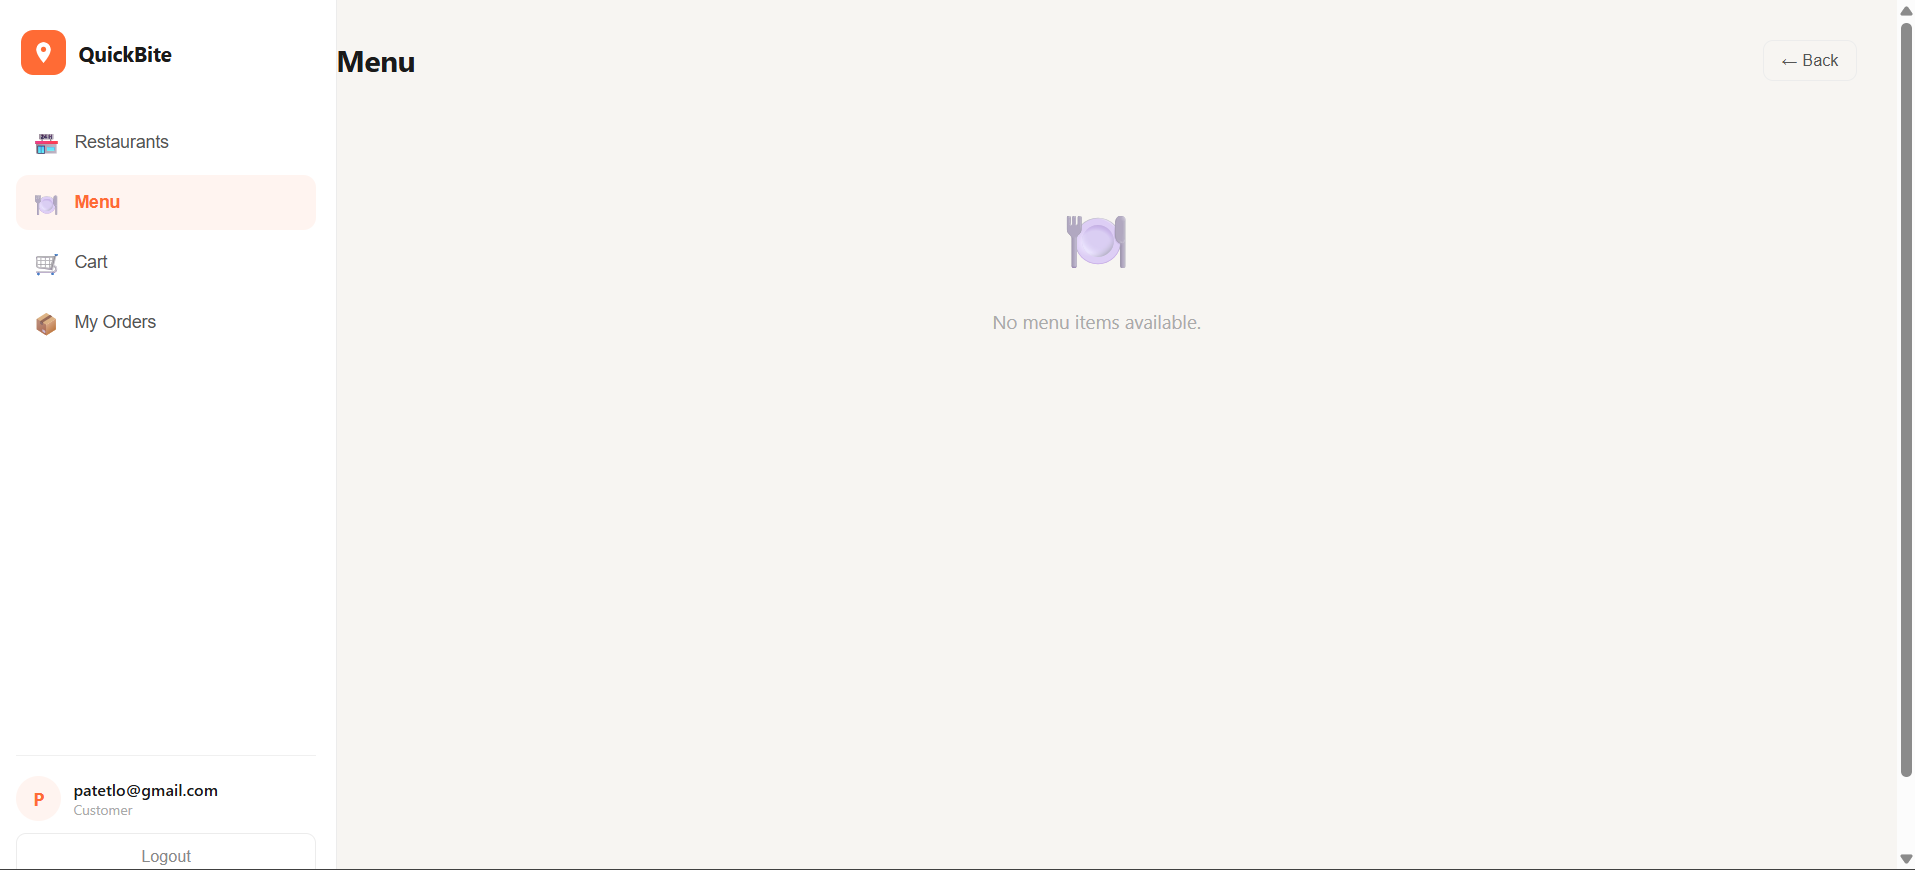 QuickBite
Restaurants
Menu
Cart
My Orders
P
patetlo@gmail.com
Customer
Logout
Menu
← Back
No menu items available.